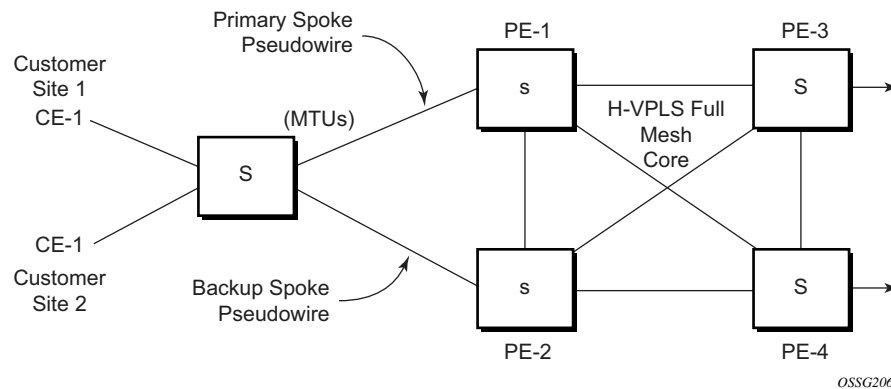 Primary Spoke
Pseudowire
PE-1
PE-3
Customer
Site 1
CE-1
(MTUs)
s
S
H-VPLS Full
Mesh
Core
S
CE-1
Customer
Site 2
Backup Spoke
Pseudowire
s
S
PE-2
PE-4